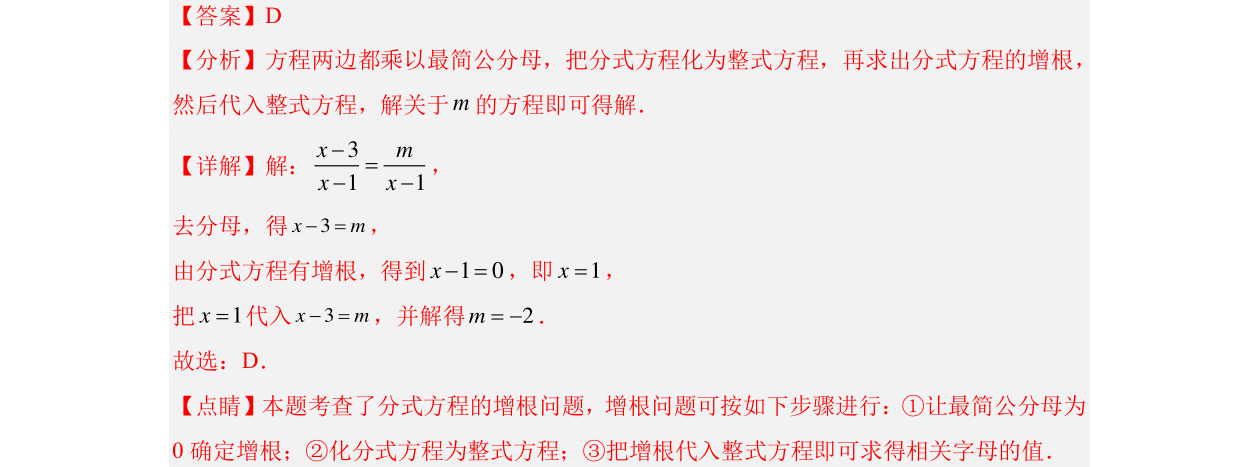 【答案】D
【分析】方程两边都乘以最简公分母，把分式方程化为整式方程，再求出分式方程的增根，
然后代入整式方程，解关于 m 的方程即可得解．
【详解】解：\frac{x-3}{x-1}=\frac{m}{x-1}，
去分母，得 x-3=m，
由分式方程有增根，得到 x-1=0，即 x=1，
把 x=1 代入 x-3=m，并解得 m=-2．
故选：D．
【点睛】本题考查了分式方程的增根问题，增根问题可按如下步骤进行：①让最简公分母为
0 确定增根；②化分式方程为整式方程；③把增根代入整式方程即可求得相关字母的值．